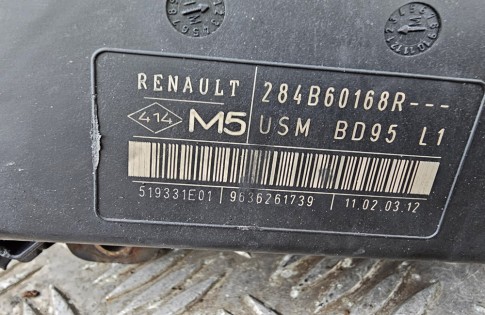 RENAULT 284B60168R---
414 M5 USM BD95 L1
519331E01 9636261739 11.02.03.12